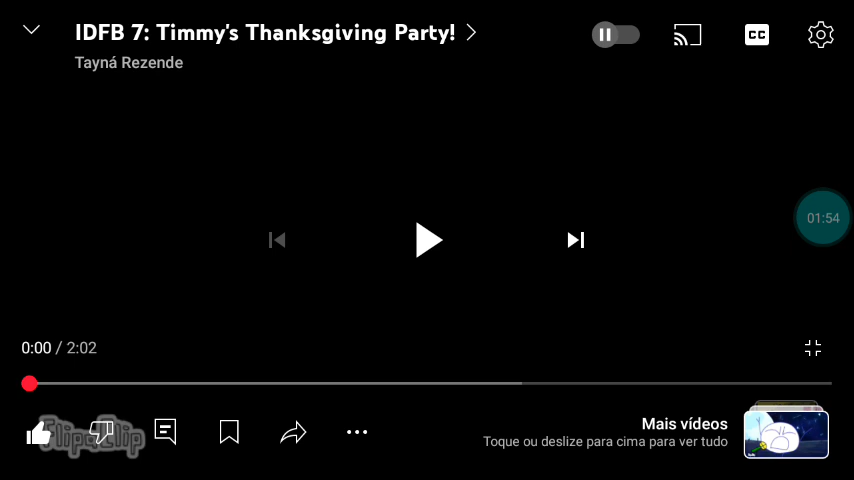 IDFB 7: Timmy's Thanksgiving Party!
Tayná Rezende
CC
01:54
0:00 / 2:02
FlipaClip
Mais vídeos
Toque ou deslize para cima para ver tudo